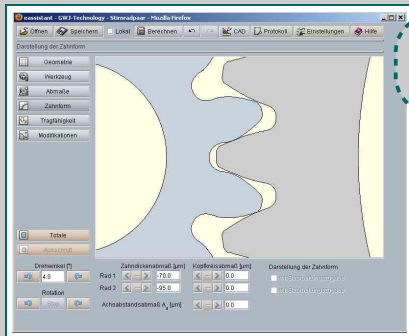 eassistant - GWJ-Technology - Stirnradpaar - Mozilla Firefox
Öffnen Speichern Lokal Berechnen CAD Protokoll Einstellungen Hilfe
Darstellung der Zahnform
Geometrie
Werkzeug
Abmaße
Zahnform
Tragfähigkeit
Modifikationen
Totale
Ausschnitt
Drehwinkel [°]
4.0
Rotation
Stop
Zahndickenabmaß [µm] Kopfkreisabmaß [µm]
Rad 1 -70.0 0.0
Rad 2 -95.0 0.0
Achsabstandsabmaß Aa [µm] 0.0
Darstellung der Zahnform